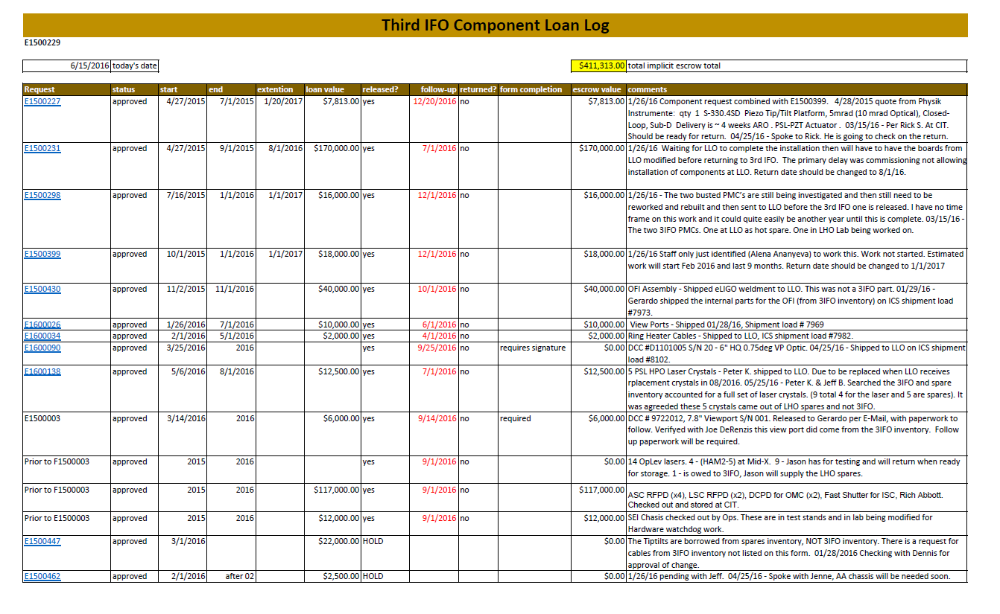 Third IFO Component Loan Log
E1500229
6/15/2016 today's date $411,313.00 total implicit escrow total
Request status start end extention loan value released? follow-up returned? form completion escrow value comments
E1500227 approved 4/27/2015 7/1/2015 1/20/2017 $7,813.00 yes 12/20/2016 no $7,813.00 1/26/16 Component request combined with E1500399. 4/28/2015 quote from Physik
Instrumente: qty 1 S-330.4SD Piezo Tip/Tilt Platform, 5mrad (10 mrad Optical), Closed-
Loop, Sub-D Delivery is ~ 4 weeks ARO . PSL-PZT Actuator . 03/15/16 - Per Rick S. At CIT.
Should be ready for return. 04/25/16 - Spoke to Rick. He is going to check on the return.
E1500231 approved 4/27/2015 9/1/2015 8/1/2016 $170,000.00 yes 7/1/2016 no $170,000.00 1/26/16 Waiting for LLO to complete the installation then will have to have the boards from
LLO modified before returning to 3rd IFO. The primary delay was commissioning not allowing
installation of components at LLO. Return date should be changed to 8/1/16.
E1500298 approved 7/16/2015 1/1/2016 1/1/2017 $16,000.00 yes 12/1/2016 no $16,000.00 1/26/16 - The two busted PMC's are still being investigated and then still need to be
reworked and rebuilt and then sent to LLO before the 3rd IFO one is released. I have no time
frame on this work and it could quite easily be another year until this is complete. 03/15/16 -
The two 3IFO PMCs. One at LLO as hot spare. One in LHO Lab being worked on.
E1500399 approved 10/1/2015 1/1/2016 1/1/2017 $18,000.00 yes 12/1/2016 no $18,000.00 1/26/16 Staff only just identified (Alena Ananyeva) to work this. Work not started. Estimated
work will start Feb 2016 and last 9 months. Return date should be changed to 1/1/2017
E1500430 approved 11/2/2015 11/1/2016 $40,000.00 yes 10/1/2016 no $40,000.00 OFI Assembly - Shipped eLIGO weldment to LLO. This was not a 3IFO part. 01/29/16 -
Gerardo shipped the internal parts for the OFI (from 3IFO inventory) on ICS shipment load
#7973.
E1600026 approved 1/26/2016 7/1/2016 $10,000.00 yes 6/1/2016 no $10,000.00 View Ports - Shipped 01/28/16, Shipment load # 7969
E1600034 approved 2/1/2016 5/1/2016 $2,000.00 yes 4/1/2016 no $2,000.00 Ring Heater Cables - Shipped to LLO, ICS shipment load #7982.
E1600090 approved 3/25/2016 2016 yes 9/25/2016 no requires signature $0.00 DCC #D1101005 S/N 20 - 6" HQ 0.75deg VP Optic. 04/25/16 - Shipped to LLO on ICS shipment
load #8102.
E1600138 approved 5/6/2016 8/1/2016 $12,500.00 yes 7/1/2016 no $12,500.00 5 PSL HPO Laser Crystals - Peter K. shipped to LLO. Due to be replaced when LLO receives
rplacement crystals in 08/2016. 05/25/16 - Peter K. & Jeff B. Searched the 3IFO and spare
inventory accounted for a full set of laser crystals. (9 total 4 for the laser and 5 are spares). It
was agreeded these 5 crystals came out of LHO spares and not 3IFO.
E1500003 approved 3/14/2016 2016 $6,000.00 yes 9/14/2016 no required $6,000.00 DCC # 9722012, 7.8" Viewport S/N 001. Released to Gerardo per E-Mail, with paperwork to
follow. Verifyed with Joe DeRenzis this view port did come from the 3IFO inventory. Follow
up paperwork will be required.
Prior to F1500003 approved 2015 2016 yes 9/1/2016 no $0.00 14 OpLev lasers. 4 - (HAM2-5) at Mid-X. 9 - Jason has for testing and will return when ready
for storage. 1 - is owed to 3IFO, Jason will supply the LHO spares.
Prior to F1500003 approved 2015 2016 $117,000.00 yes 9/1/2016 no $117,000.00 ASC RFPD (x4), LSC RFPD (x2), DCPD for OMC (x2), Fast Shutter for ISC, Rich Abbott.
Checked out and stored at CIT.
Prior to E1500003 approved 2015 2016 $12,000.00 yes 9/1/2016 no $12,000.00 SEI Chasis checked out by Ops. These are in test stands and in lab being modified for
Hardware watchdog work.
E1500447 approved 3/1/2016 $22,000.00 HOLD $0.00 The Tiptilts are borrowed from spares inventory, NOT 3IFO inventory. There is a request for
cables from 3IFO inventory not listed on this form. 01/28/2016 Checking with Dennis for
approval of change.
E1500462 approved 2/1/2016 after 02 $2,500.00 HOLD $0.00 1/26/16 pending with Jeff. 04/25/16 - Spoke with Jenne, AA chassis will be needed soon.